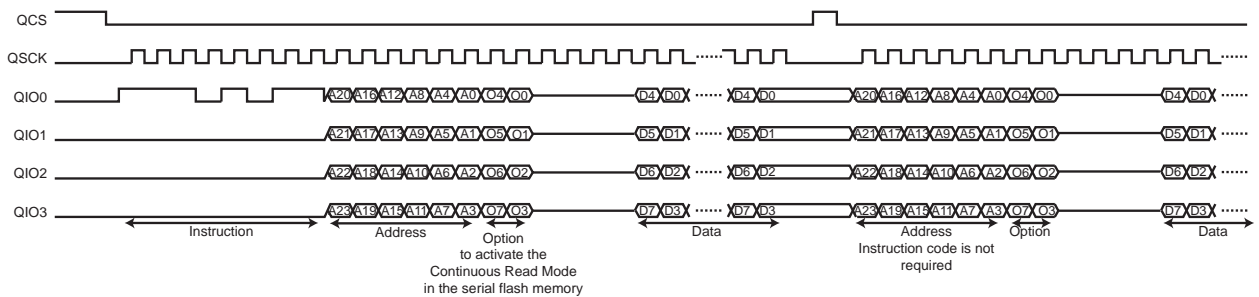 QCS
QSCK
QIO0 A20 A16 A12 A8 A4 A0 O4 O0 D4 D0 D4 D0 A20 A16 A12 A8 A4 A0 O4 O0 D4 D0
QIO1 A21 A17 A13 A9 A5 A1 O5 O1 D5 D1 D5 D1 A21 A17 A13 A9 A5 A1 O5 O1 D5 D1
QIO2 A22 A18 A14 A10 A6 A2 O6 O2 D6 D2 D6 D2 A22 A18 A14 A10 A6 A2 O6 O2 D6 D2
QIO3 A23 A19 A15 A11 A7 A3 O7 O3 D7 D3 D7 D3 A23 A19 A15 A11 A7 A3 O7 O3 D7 D3
Instruction
Address
Option
to activate the
Continuous Read Mode
in the serial flash memory
Data
Address
Instruction code is not
required
Option
Data